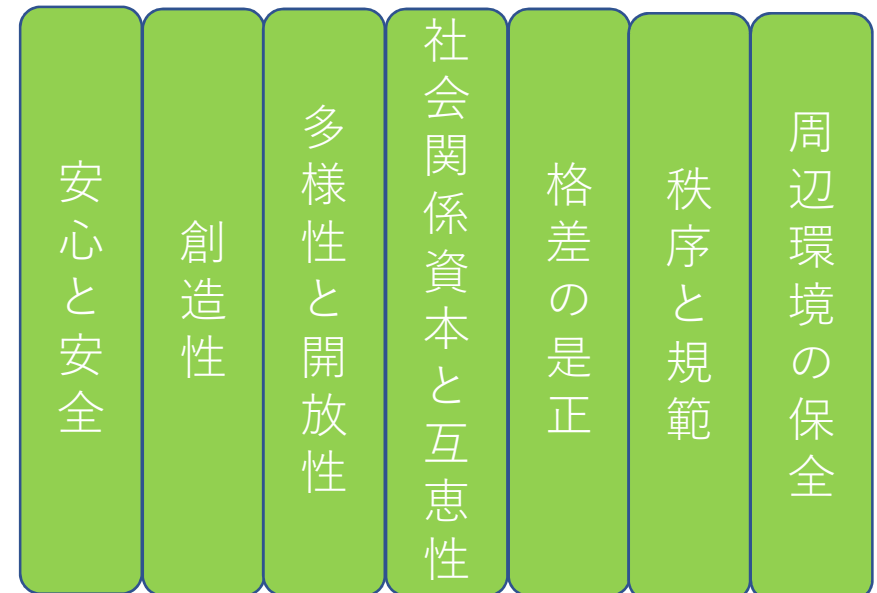 安心と安全
創造性
多様性と開放性
社会関係資本と互恵性
格差の是正
秩序と規範
周辺環境の保全